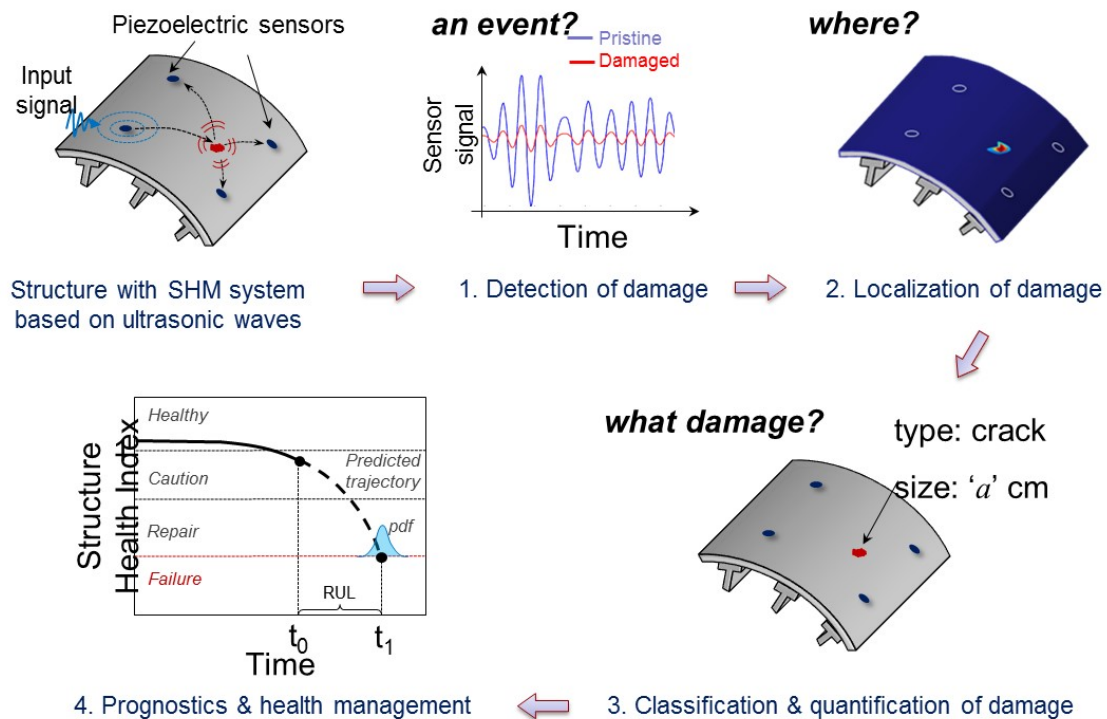 Piezoelectric sensors
Input
signal
an event?
Pristine
Damaged
Sensor
signal
Time
where?
Structure with SHM system
based on ultrasonic waves
1. Detection of damage
2. Localization of damage
what damage?
type: crack
size: ‘a’ cm
Structure
Health Index
Healthy
Caution
Predicted
trajectory
Repair
pdf
Failure
RUL
t₀
t₁
Time
4. Prognostics & health management
3. Classification & quantification of damage